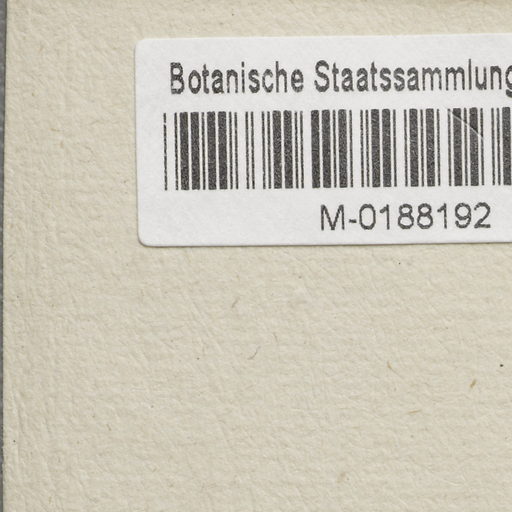 Botanische Staatssammlung
M-0188192